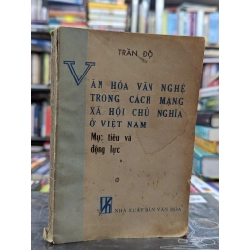 TRẦN ĐỘ
VĂN HÓA VĂN NGHỆ
TRONG CÁCH MẠNG
XÃ HỘI CHỦ NGHĨA
Ở VIỆT NAM
Mục tiêu và
động lực
NHÀ XUẤT BẢN VĂN HÓA